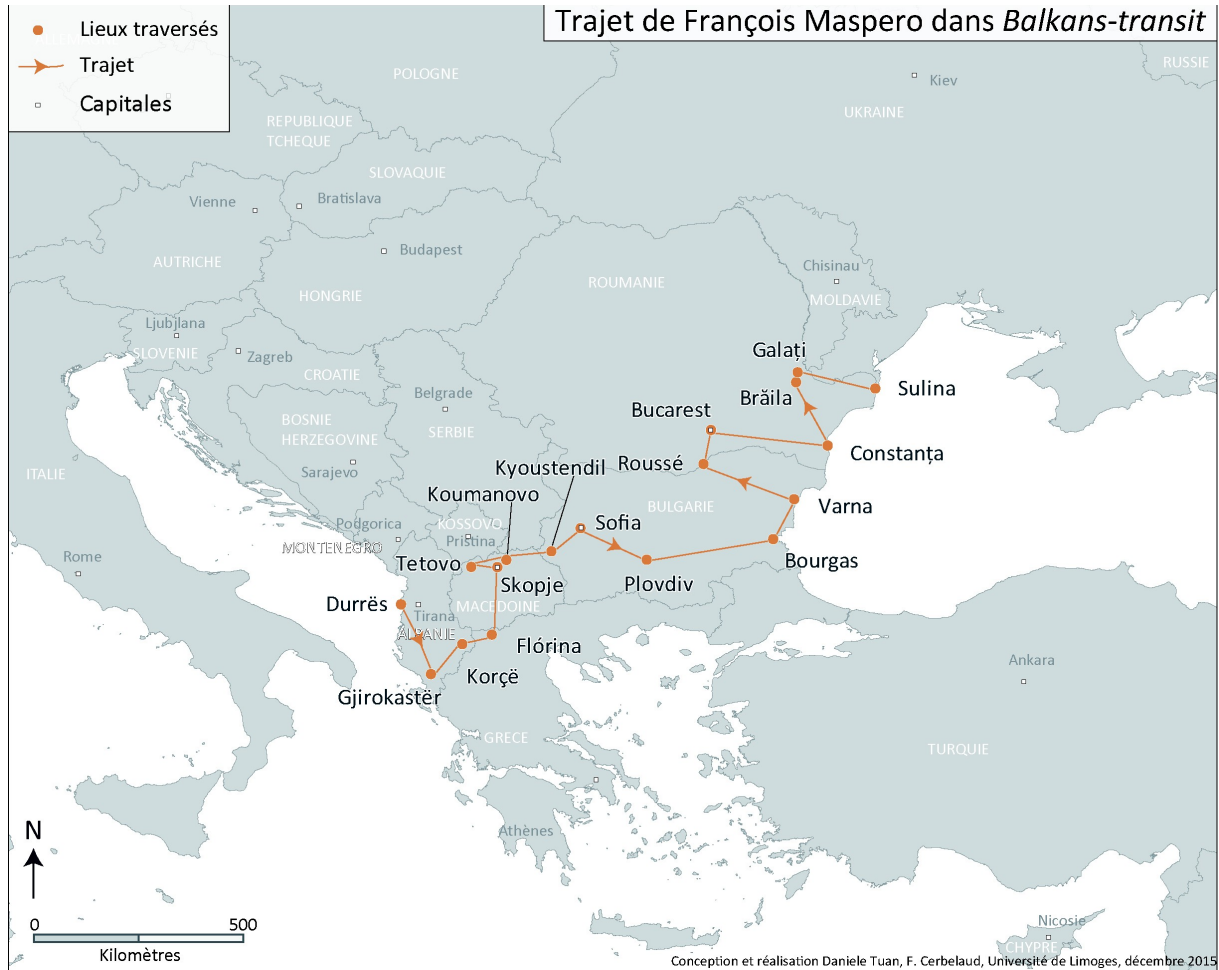 Trajet de François Maspero dans Balkans-transit
Lieux traversés
Trajet
Capitales
RUSSIE
POLOGNE
Kiev
UKRAINE
REPUBLIQUE
TCHEQUE
SLOVAQUIE
Vienne
Bratislava
Budapest
AUTRICHE
Chisinau
ROUMANIE
HONGRIE
MOLDAVIE
Ljubjlana
SLOVENIE
Zagreb
Galați
CROATIE
Sulina
Belgrade
Brăila
Bucarest
BOSNIE
HERZEGOVINE
SERBIE
Constanța
Roussé
Kyoustendil
ITALIE
Sarajevo
Koumanovo
BULGARIE
Varna
Podgorica
KOSSOVO
Sofia
Pristina
MONTENEGRO
Rome
Tetovo
Bourgas
Skopje
Plovdiv
Durrës
MACEDOINE
Tirana
ALBANIE
Flórina
Ankara
Korçë
Gjirokastër
GRECE
TURQUIE
Athènes
N
Nicosie
0 500
CHYPRE
Kilomètres
Conception et réalisation Daniele Tuan, F. Cerbelaud, Université de Limoges, décembre 2015